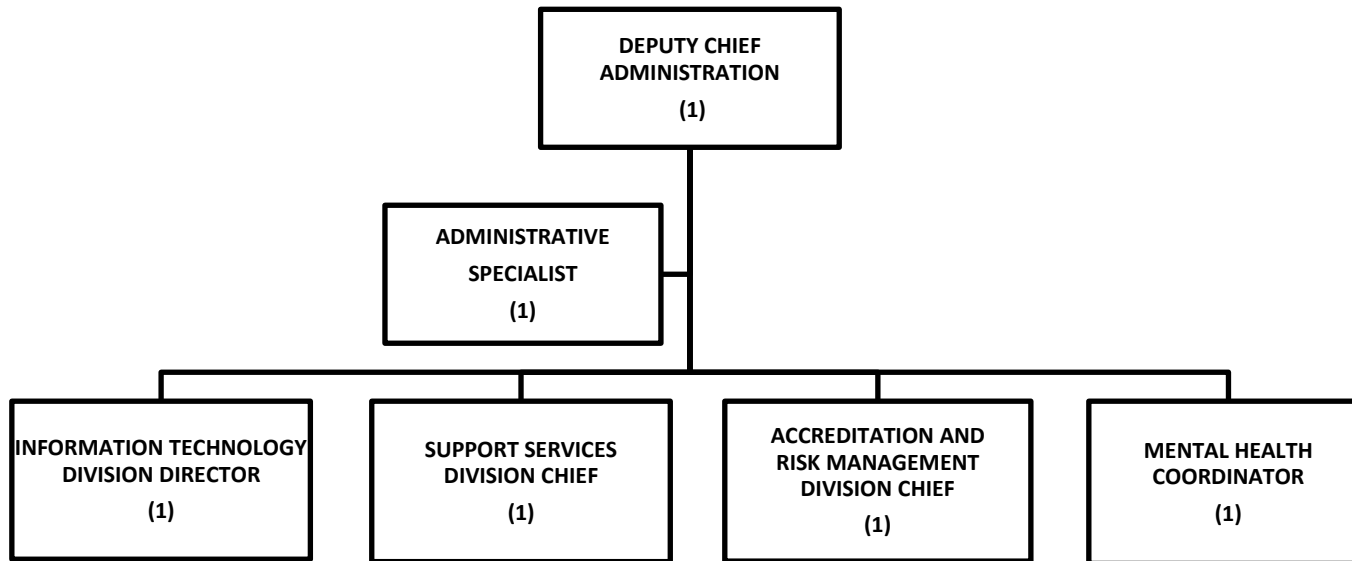 DEPUTY CHIEF
ADMINISTRATION
(1)
ADMINISTRATIVE
SPECIALIST
(1)
INFORMATION TECHNOLOGY
DIVISION DIRECTOR
(1)
SUPPORT SERVICES
DIVISION CHIEF
(1)
ACCREDITATION AND
RISK MANAGEMENT
DIVISION CHIEF
(1)
MENTAL HEALTH
COORDINATOR
(1)